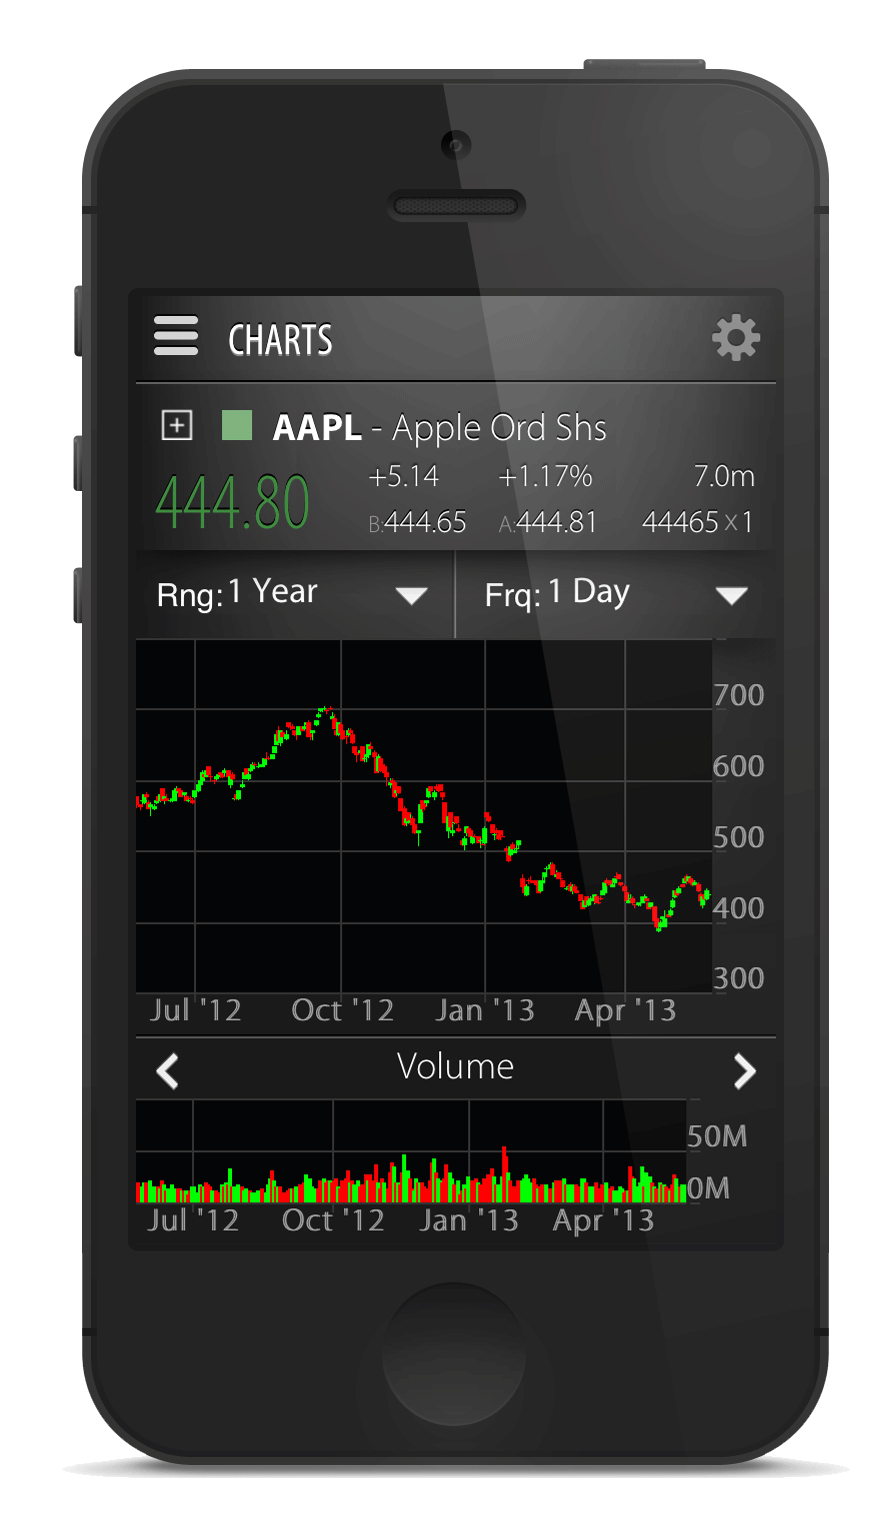 CHARTS
AAPL - Apple Ord Shs
444.80 +5.14 +1.17% 7.0m
B:444.65 A:444.81 44465 x 1
Rng: 1 Year Frq: 1 Day
700
600
500
400
300
Jul '12 Oct '12 Jan '13 Apr '13
Volume
50M
0M
Jul '12 Oct '12 Jan '13 Apr '13